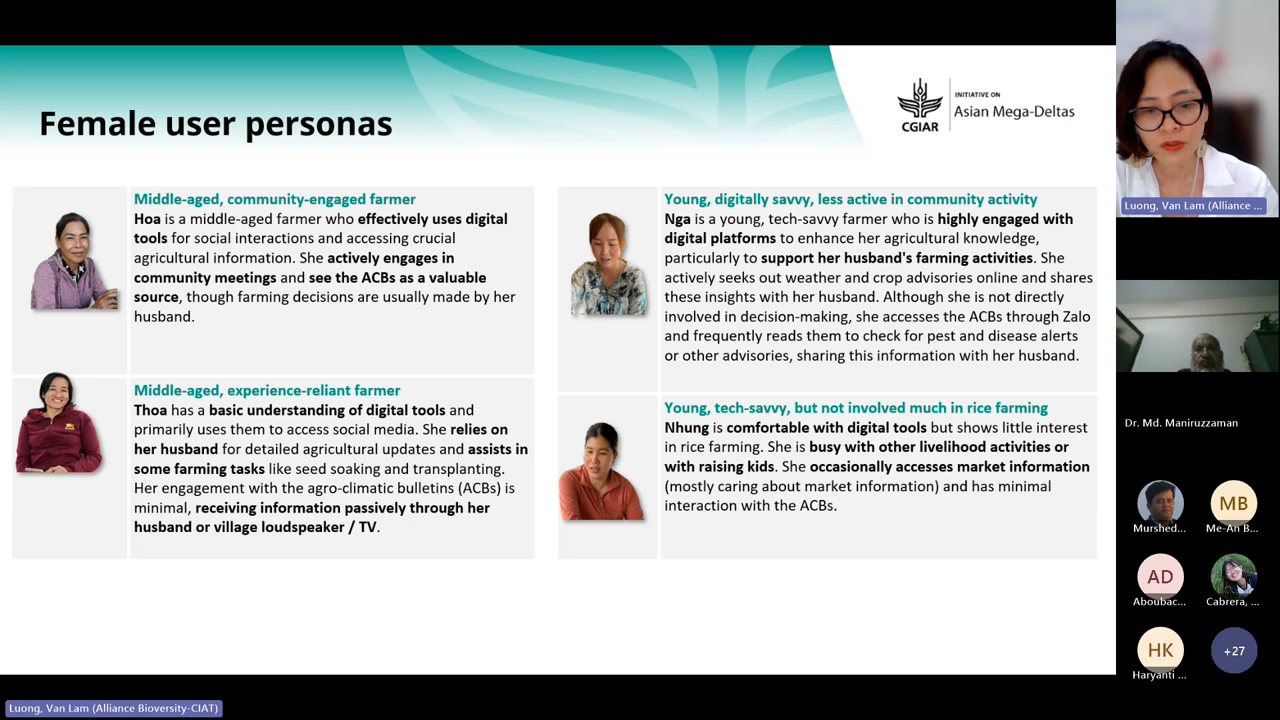 Female user personas
CGIAR
INITIATIVE ON
Asian Mega-Deltas
Middle-aged, community-engaged farmer
Hoa is a middle-aged farmer who effectively uses digital
tools for social interactions and accessing crucial
agricultural information. She actively engages in
community meetings and see the ACBs as a valuable
source, though farming decisions are usually made by her
husband.
Middle-aged, experience-reliant farmer
Thoa has a basic understanding of digital tools and
primarily uses them to access social media. She relies on
her husband for detailed agricultural updates and assists in
some farming tasks like seed soaking and transplanting.
Her engagement with the agro-climatic bulletins (ACBs) is
minimal, receiving information passively through her
husband or village loudspeaker / TV.
Young, digitally savvy, less active in community activity
Nga is a young, tech-savvy farmer who is highly engaged with
digital platforms to enhance her agricultural knowledge,
particularly to support her husband's farming activities. She
actively seeks out weather and crop advisories online and shares
these insights with her husband. Although she is not directly
involved in decision-making, she accesses the ACBs through Zalo
and frequently reads them to check for pest and disease alerts
or other advisories, sharing this information with her husband.
Young, tech-savvy, but not involved much in rice farming
Nhung is comfortable with digital tools but shows little interest
in rice farming. She is busy with other livelihood activities or
with raising kids. She occasionally accesses market information
(mostly caring about market information) and has minimal
interaction with the ACBs.
Luong, Van Lam (Alliance ...
Dr. Md. Maniruzzaman
Murshed...
MB
Me-An B...
AD
Aboubac...
Cabrera, ...
HK
Haryanti ...
+27
Luong, Van Lam (Alliance Bioversity-CIAT)